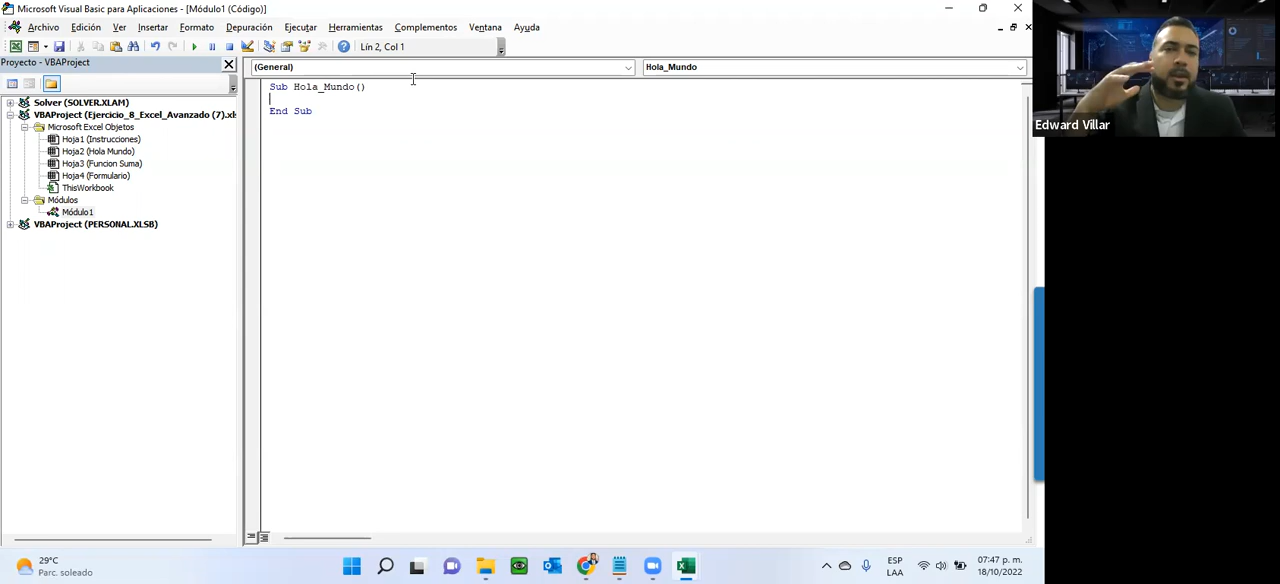 Microsoft Visual Basic para Aplicaciones - [Módulo1 (Código)]
Archivo Edición Ver Insertar Formato Depuración Ejecutar Herramientas Complementos Ventana Ayuda
Lín 2, Col 1
Proyecto - VBAProject
(General)
Hola_Mundo
Solver (SOLVER.XLAM)
VBAProject (Ejercicio_8_Excel_Avanzado (7).xl
Microsoft Excel Objetos
Hoja1 (Instrucciones)
Hoja2 (Hola Mundo)
Hoja3 (Funcion Suma)
Hoja4 (Formulario)
ThisWorkbook
Módulos
Módulo1
VBAProject (PERSONAL.XLSB)
Sub Hola_Mundo()
End Sub
Edward Villar
29°C
Parc. soleado
ESP
LAA
07:47 p. m.
18/10/2022